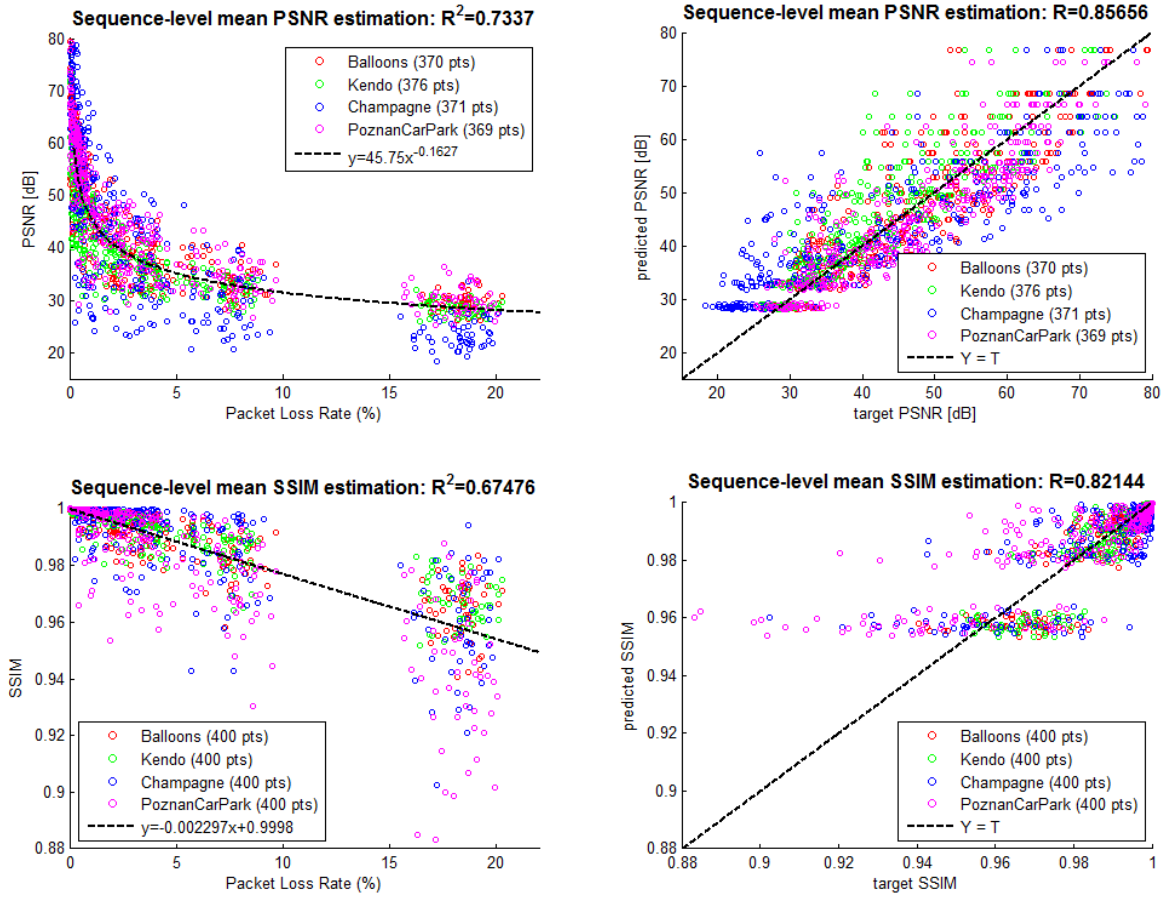 Sequence-level mean PSNR estimation: R²=0.7337
80
70
60
50
40
30
20
PSNR [dB]
Balloons (370 pts)
Kendo (376 pts)
Champagne (371 pts)
PoznanCarPark (369 pts)
y=45.75x^-0.1627
0 5 10 15 20
Packet Loss Rate (%)
Sequence-level mean PSNR estimation: R=0.85656
80
70
60
50
40
30
20
predicted PSNR [dB]
Balloons (370 pts)
Kendo (376 pts)
Champagne (371 pts)
PoznanCarPark (369 pts)
Y = T
20 30 40 50 60 70 80
target PSNR [dB]
Sequence-level mean SSIM estimation: R²=0.67476
1
0.98
0.96
0.94
0.92
0.9
0.88
SSIM
Balloons (400 pts)
Kendo (400 pts)
Champagne (400 pts)
PoznanCarPark (400 pts)
y=-0.002297x+0.9998
0 5 10 15 20
Packet Loss Rate (%)
Sequence-level mean SSIM estimation: R=0.82144
1
0.98
0.96
0.94
0.92
0.9
0.88
predicted SSIM
Balloons (400 pts)
Kendo (400 pts)
Champagne (400 pts)
PoznanCarPark (400 pts)
Y = T
0.88 0.9 0.92 0.94 0.96 0.98 1
target SSIM